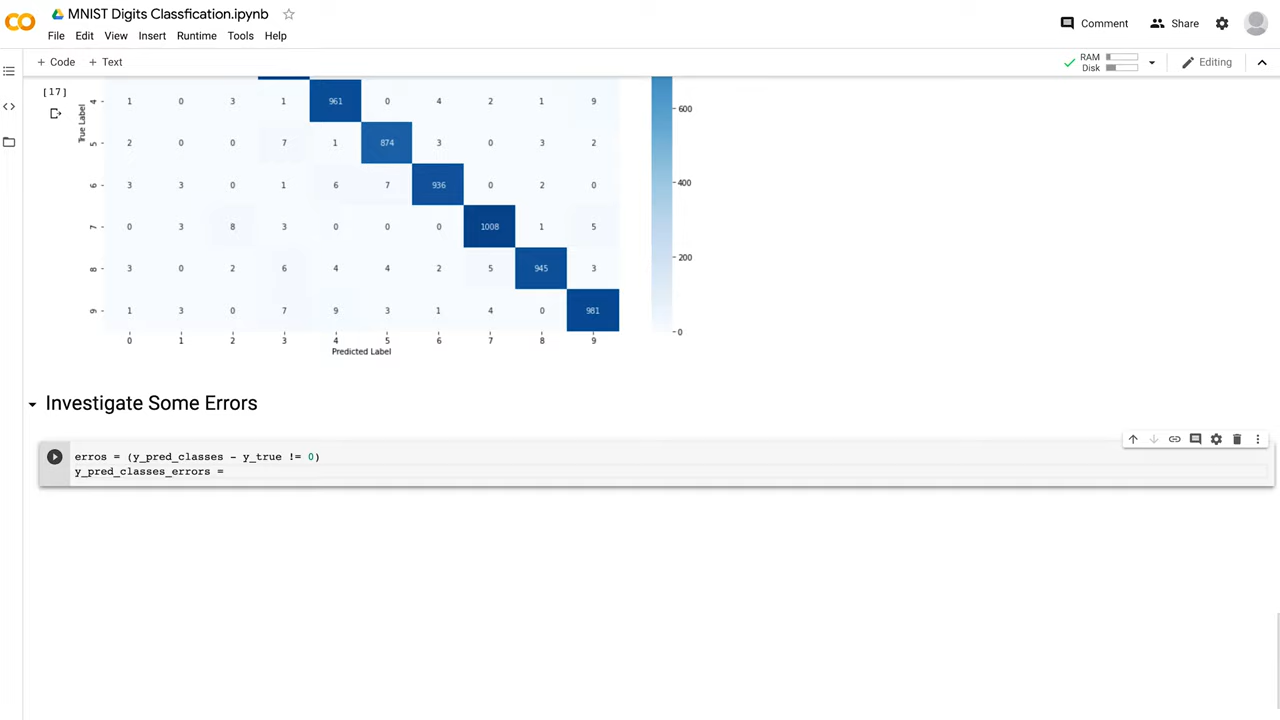 MNIST Digits Classfication.ipynb
File Edit View Insert Runtime Tools Help
Comment Share
+ Code + Text
RAM
Disk
Editing
[17]
True Label
4 1 0 3 1 961 0 4 2 1 9
5 2 0 0 7 1 874 3 0 3 2
6 3 3 0 1 6 7 936 0 2 0
7 0 3 8 3 0 0 0 1008 1 5
8 3 0 2 6 4 4 2 5 945 3
9 1 3 0 7 9 3 1 4 0 981
0 1 2 3 4 5 6 7 8 9
Predicted Label
600
400
200
0
Investigate Some Errors
erros = (y_pred_classes - y_true != 0)
y_pred_classes_errors =